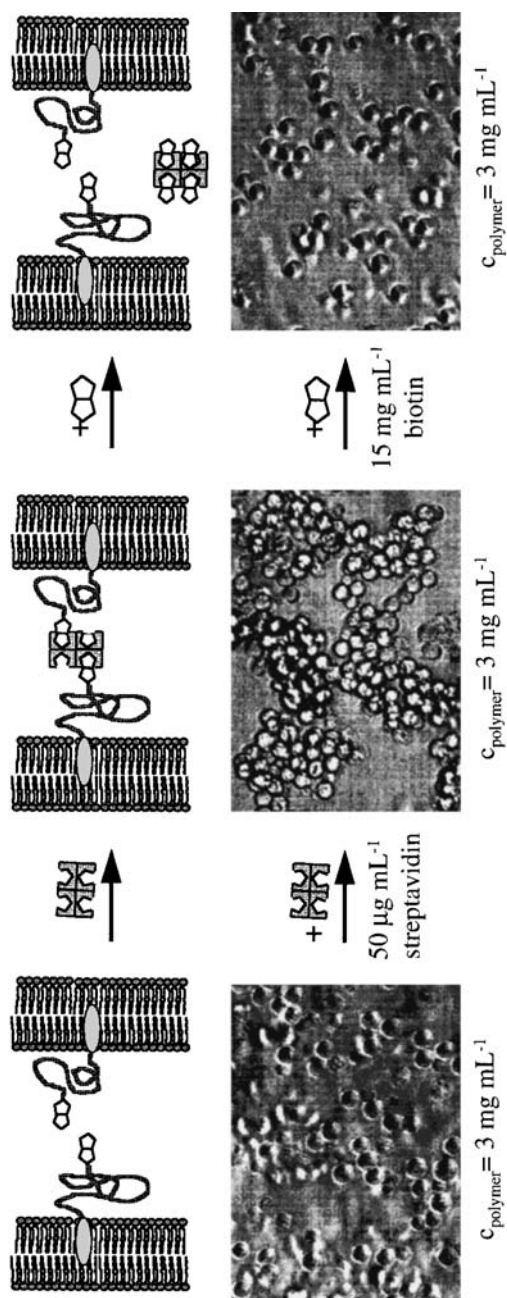 +
+
50 µg mL⁻¹
streptavidin
+
15 mg mL⁻¹
biotin
c_polymer = 3 mg mL⁻¹
c_polymer = 3 mg mL⁻¹
c_polymer = 3 mg mL⁻¹